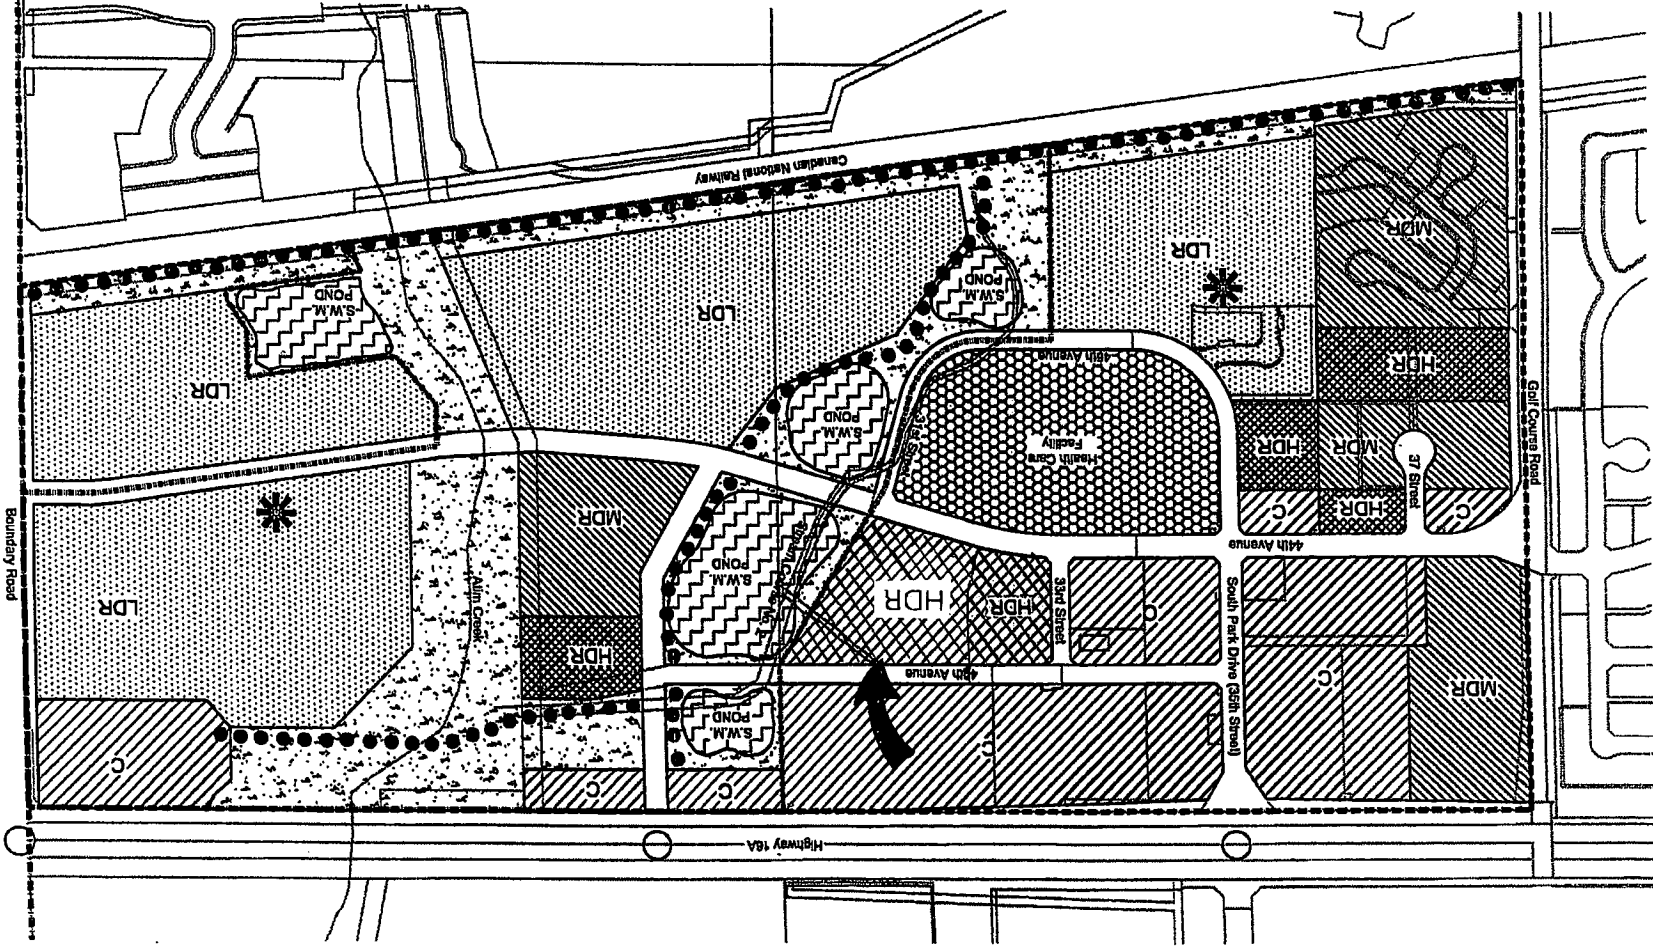 Highway 16A
C
C
C
C
C
C
MDR
S.W.M.
POND
48th Avenue
South Park Drive (35th Street)
33rd Street
C
HDR
HDR
HDR
LDR
Allin Creek
S.W.M.
POND
44th Avenue
MDR
C
HDR
C
37 Street
Boundary Road
Golf Course Road
Health Care
Facility
31st Street
HDR
MDR
S.W.M.
POND
LDR
HDR
46th Avenue
LDR
S.W.M.
POND
S.W.M.
POND
LDR
MDR
Canadian National Railway